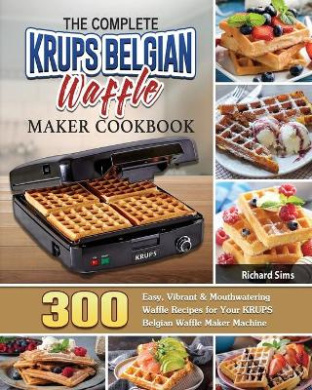 THE COMPLETE
KRUPS BELGIAN
Waffle
MAKER COOKBOOK
KRUPS
Richard Sims
300
Easy, Vibrant & Mouthwatering
Waffle Recipes for Your KRUPS
Belgian Waffle Maker Machine